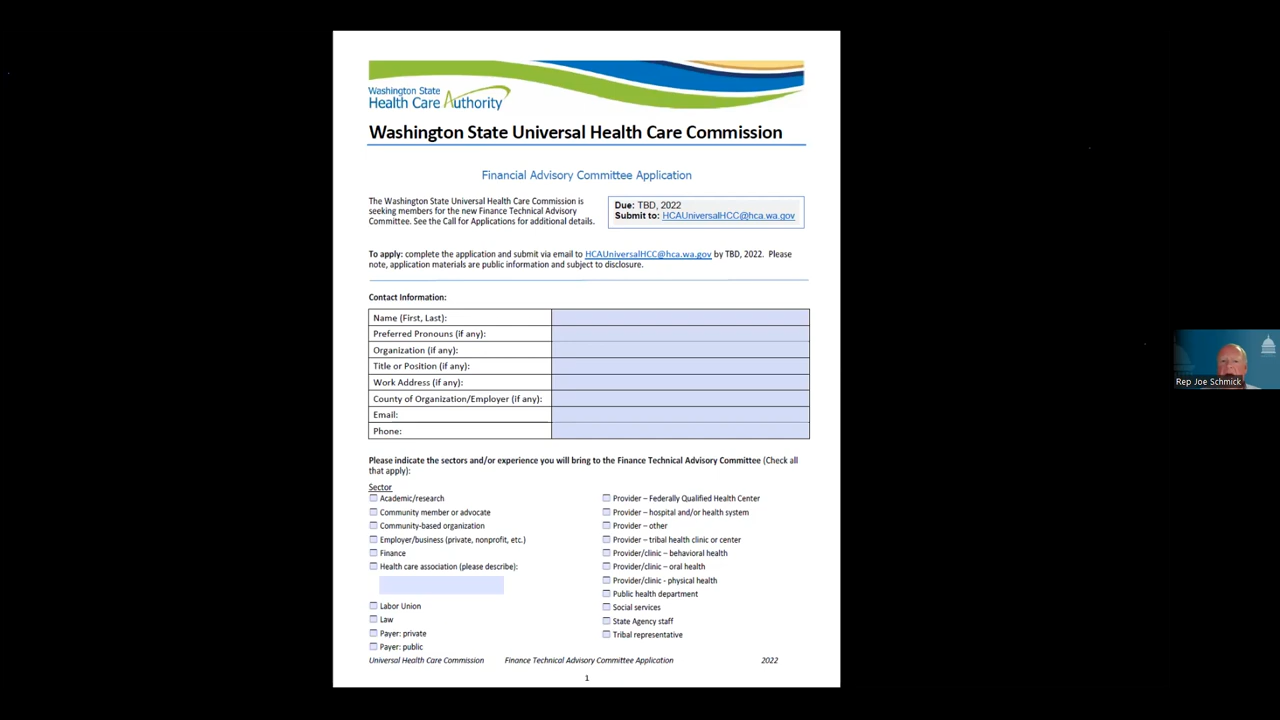 Washington State
Health Care Authority
Washington State Universal Health Care Commission
Financial Advisory Committee Application
The Washington State Universal Health Care Commission is
seeking members for the new Finance Technical Advisory
Committee. See the Call for Applications for additional details.
Due: TBD, 2022
Submit to: HCAUniversalHCC@hca.wa.gov
To apply: complete the application and submit via email to HCAUniversalHCC@hca.wa.gov by TBD, 2022. Please
note, application materials are public information and subject to disclosure.
Contact Information:
Name (First, Last):
Preferred Pronouns (if any):
Organization (if any):
Title or Position (if any):
Work Address (if any):
County of Organization/Employer (if any):
Email:
Phone:
Please indicate the sectors and/or experience you will bring to the Finance Technical Advisory Committee (Check all
that apply):
Sector
Academic/research
Community member or advocate
Community-based organization
Employer/business (private, nonprofit, etc.)
Finance
Health care association (please describe):
Labor Union
Law
Payer: private
Payer: public
Provider – Federally Qualified Health Center
Provider – hospital and/or health system
Provider – other
Provider – tribal health clinic or center
Provider/clinic – behavioral health
Provider/clinic – oral health
Provider/clinic - physical health
Public health department
Social services
State Agency staff
Tribal representative
Universal Health Care Commission Finance Technical Advisory Committee Application 2022
1
Rep Joe Schmick